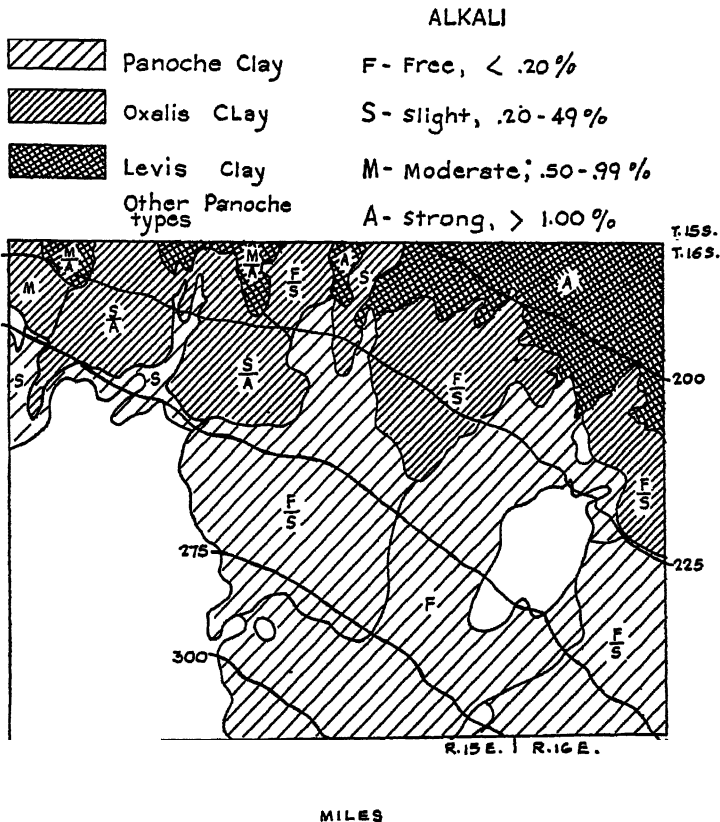 ALKALI
Panoche Clay
F - Free, < .20%
Oxalis CLay
S - Slight, .20 - 49%
Levis Clay
M - Moderate; .50 - .99%
Other Panoche
types
A - Strong, > 1.00%
T.15S.
T.16S.
M
A
M
A
F
S
A
S
A
M
S
A
S
S
S
A
F
S
200
F
S
F
S
275
225
F
F
S
300
R.15E. | R.16E.
MILES